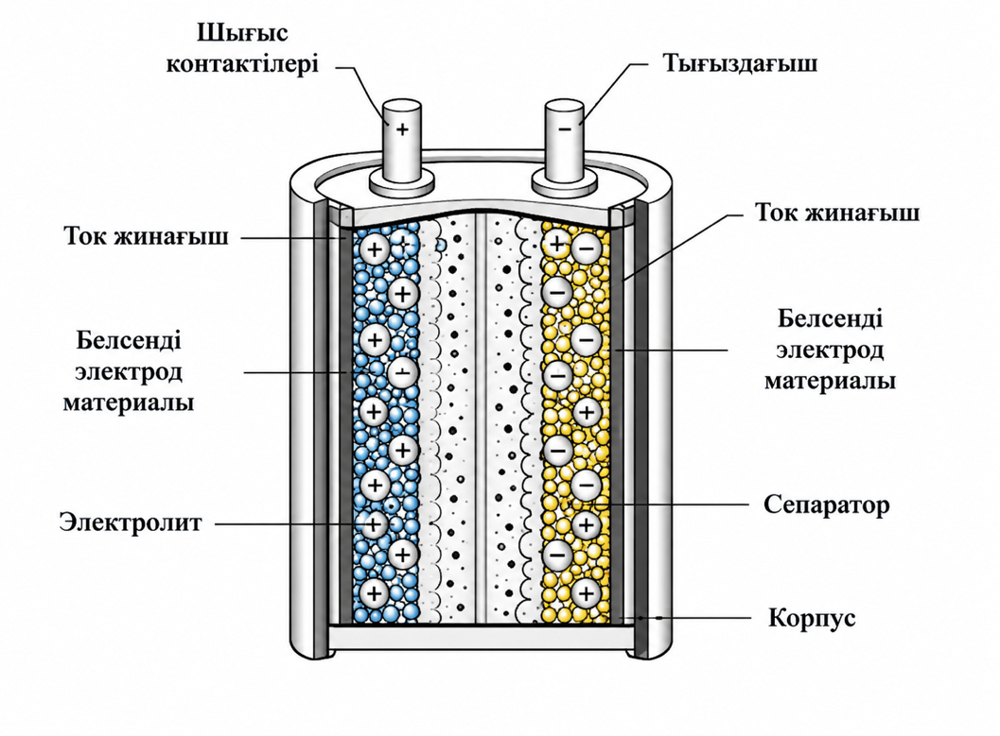 Шығыс
контактілері
Тығыздағыш
+
−
Ток жинағыш
Ток жинағыш
Белсенді
электрод
материалы
Белсенді
электрод
материалы
Электролит
Сепаратор
Корпус